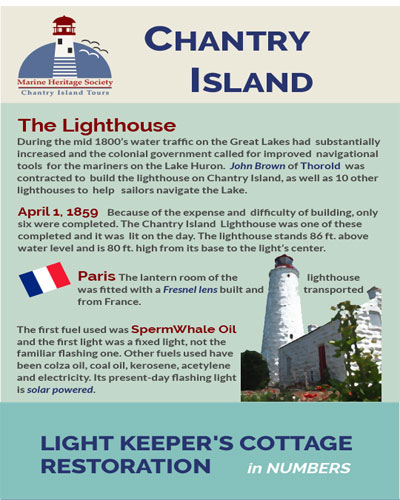 CHANTRY
ISLAND
Marine Heritage Society
Chantry Island Tours
The Lighthouse
During the mid 1800's water traffic on the Great Lakes had substantially
increased and the colonial government called for improved navigational
tools for the mariners on the Lake Huron. John Brown of Thorold was
contracted to build the lighthouse on Chantry Island, as well as 10 other
lighthouses to help sailors navigate the Lake.
April 1, 1859 Because of the expense and difficulty of building, only
six were completed. The Chantry Island Lighthouse was one of these
completed and it was lit on the day. The lighthouse stands 86 ft. above
water level and is 80 ft. high from its base to the light's center.
Paris The lantern room of the lighthouse
was fitted with a Fresnel lens built and transported
from France.
The first fuel used was SpermWhale Oil
and the first light was a fixed light, not the
familiar flashing one. Other fuels used have
been colza oil, coal oil, kerosene, acetylene
and electricity. Its present-day flashing light
is solar powered.
LIGHT KEEPER'S COTTAGE
RESTORATION in NUMBERS